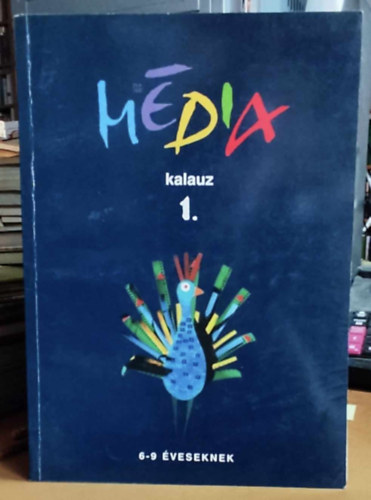 MÉDIA
kalauz
1.
6-9 ÉVESEKNEK